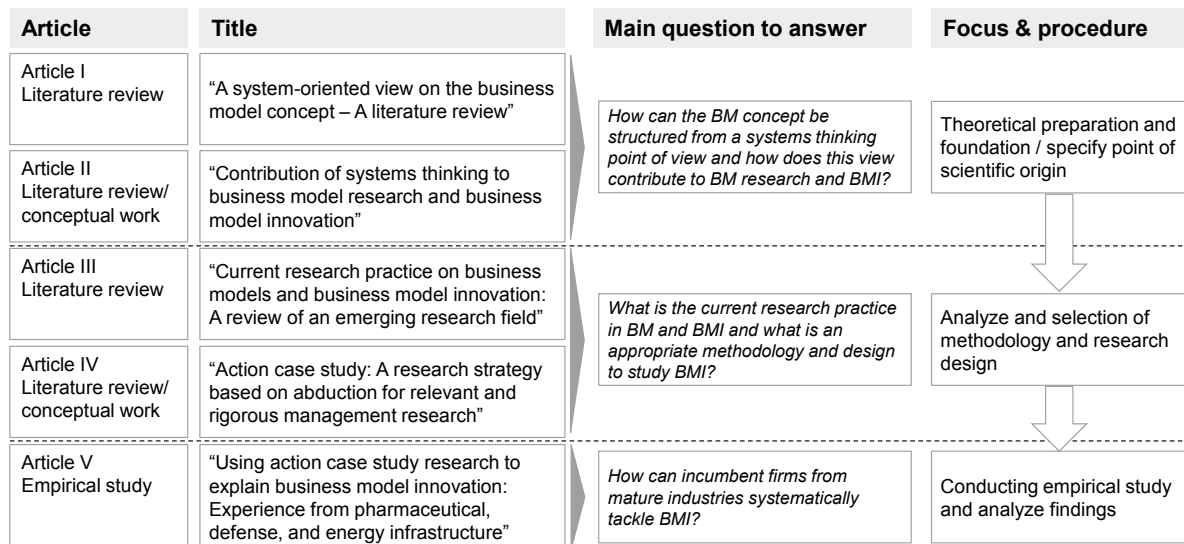 Article
Title
Main question to answer
Focus & procedure
Article I
Literature review
“A system-oriented view on the business
model concept – A literature review”
Article II
Literature review/
conceptual work
“Contribution of systems thinking to
business model research and business
model innovation”
How can the BM concept be
structured from a systems thinking
point of view and how does this view
contribute to BM research and BMI?
Theoretical preparation and
foundation / specify point of
scientific origin
Article III
Literature review
“Current research practice on business
models and business model innovation:
A review of an emerging research field”
Article IV
Literature review/
conceptual work
“Action case study: A research strategy
based on abduction for relevant and
rigorous management research”
What is the current research practice
in BM and BMI and what is an
appropriate methodology and design
to study BMI?
Analyze and selection of
methodology and research
design
Article V
Empirical study
“Using action case study research to
explain business model innovation:
Experience from pharmaceutical,
defense, and energy infrastructure”
How can incumbent firms from
mature industries systematically
tackle BMI?
Conducting empirical study
and analyze findings